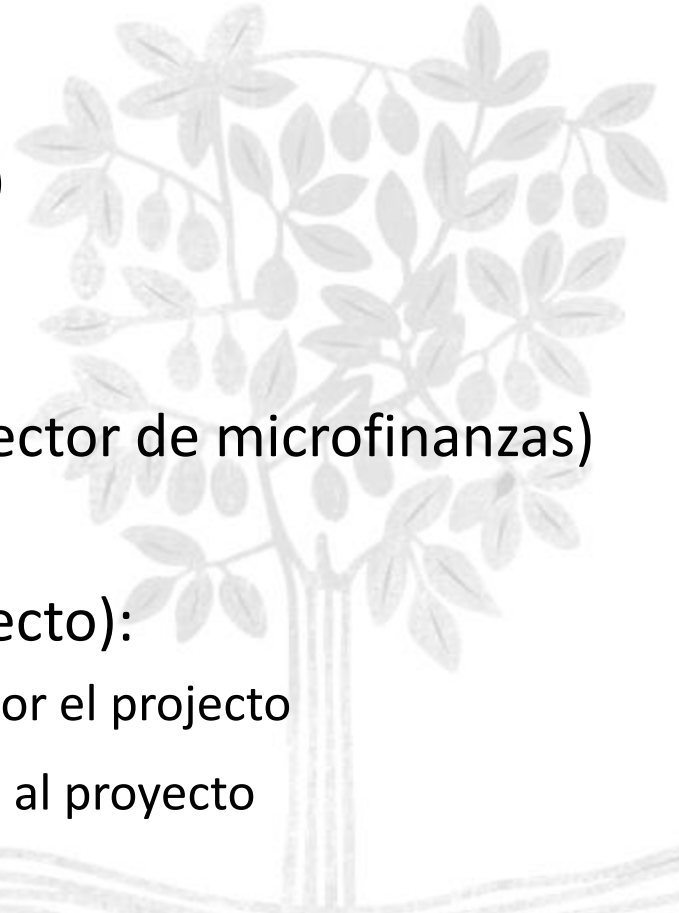 )
ector de microfinanzas)
ecto):
or el projecto
al proyecto